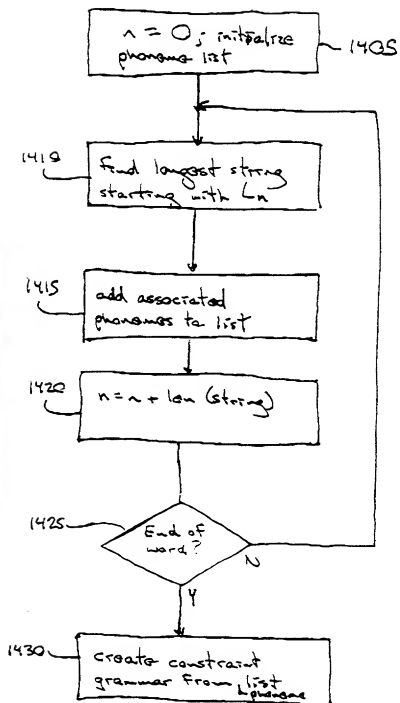 n = 0; initialize
phoneme list
1405
1410
find longest string
starting with Ln
1415
add associated
phonemes to list
1420
n = n + len (string)
1425
End of
word?
N
Y
1430
create constraint
grammar from phoneme list